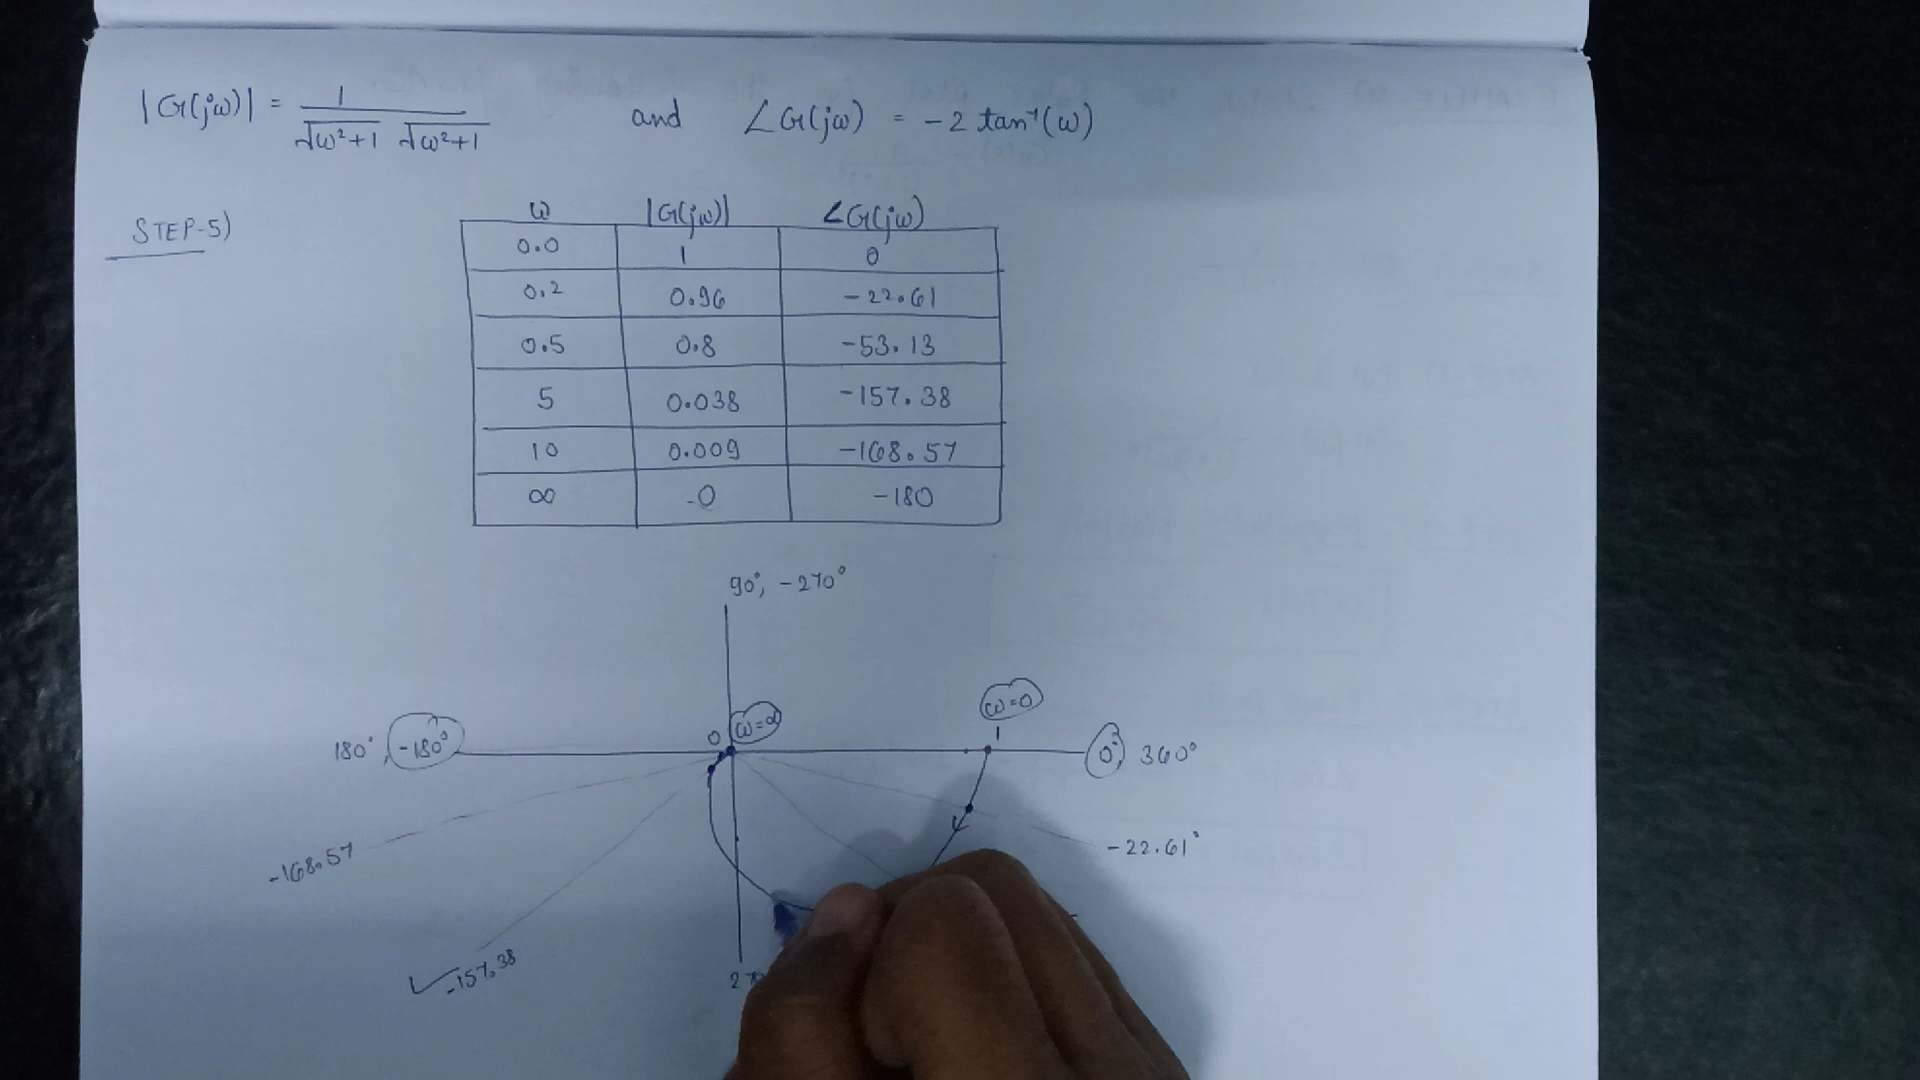 |G(jω)| = 1 / √ω²+1 √ω²+1 and ∠G(jω) = -2 tan⁻¹(ω)
STEP-5)
ω |G(jω)| ∠G(jω)
0.0 1 0
0.2 0.96 -22.61
0.5 0.8 -53.13
5 0.038 -157.38
10 0.009 -168.57
∞ 0 -180
90°, -270°
ω=0
0 ω=∞ 1
180°, -180° 0°, 360°
-22.61°
-168.57
-157.38